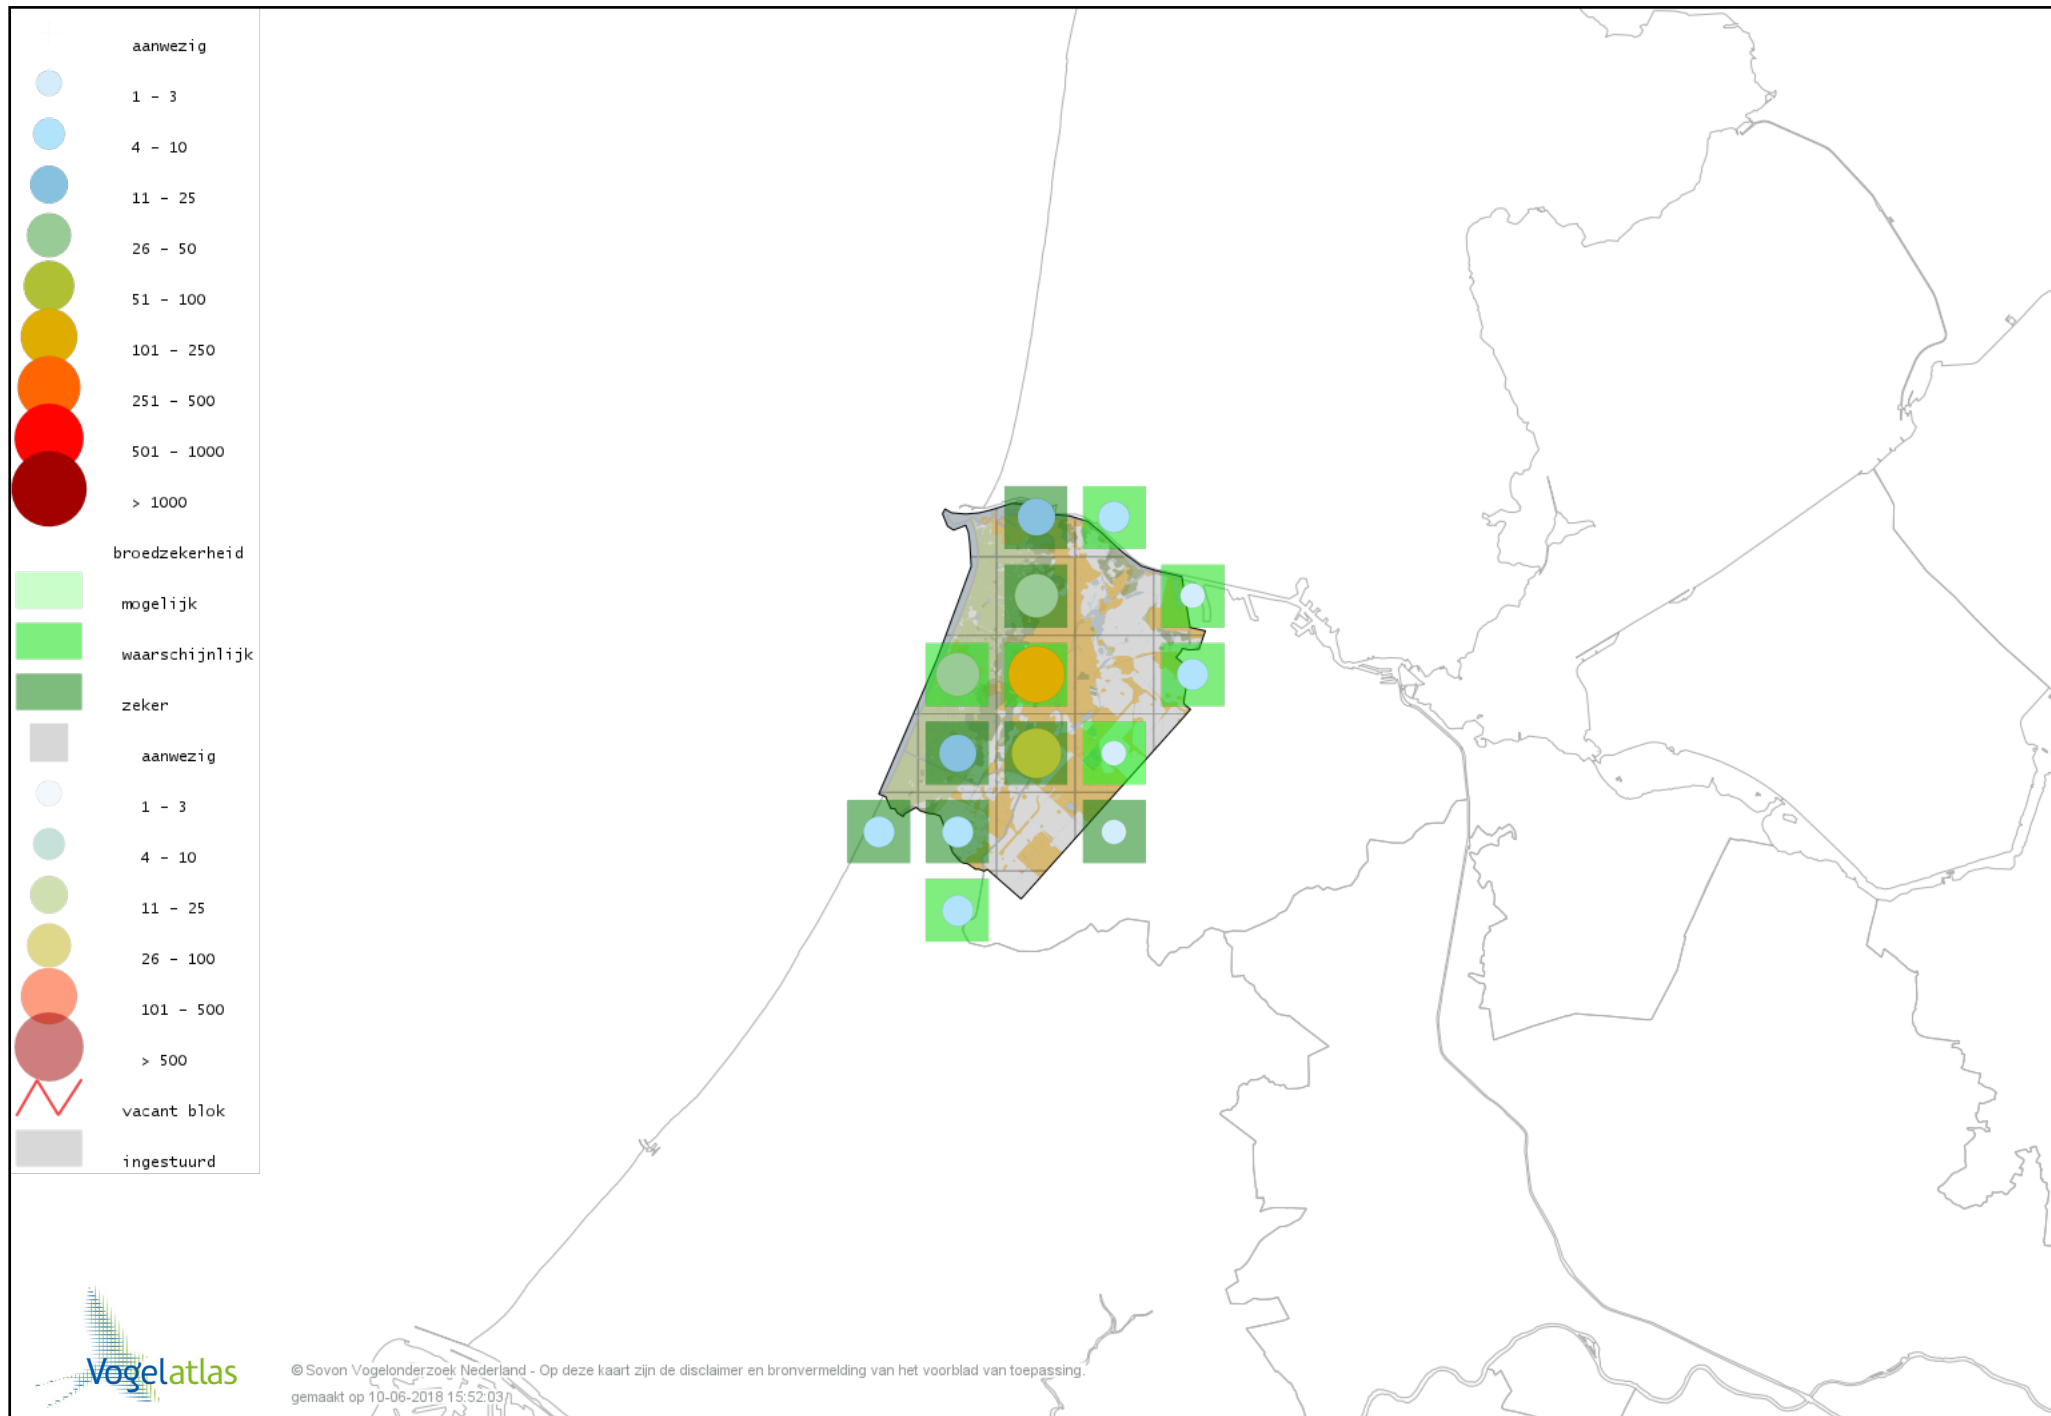 aanwezig
1 - 3
4 - 10
11 - 25
26 - 50
51 - 100
101 - 250
251 - 500
501 - 1000
> 1000
broedzekerheid
mogelijk
waarschijnlijk
zeker
aanwezig
1 - 3
4 - 10
11 - 25
26 - 100
101 - 500
> 500
vacant blok
ingestuurd
Vogelatlas
© Sovon Vogelonderzoek Nederland - Op deze kaart zijn de disclaimer en bronvermelding van het voorblad van toepassing.
gemaakt op 10-06-2018 15:52:03